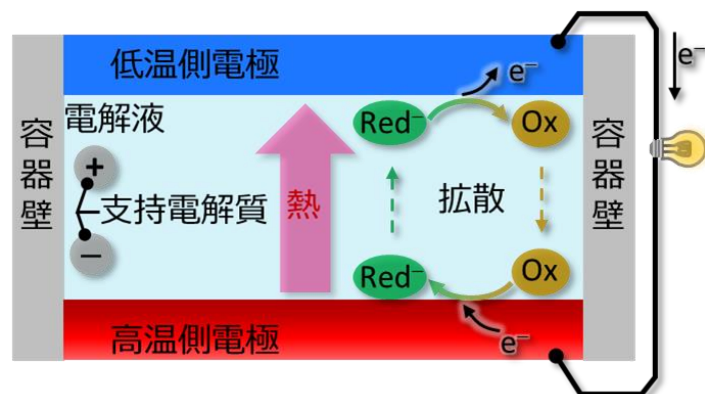 低温側電極
e⁻
e⁻
電解液
Red⁻
Ox
容器壁
容器壁
+
支持電解質
熱
拡散
−
Red⁻
Ox
高温側電極
e⁻